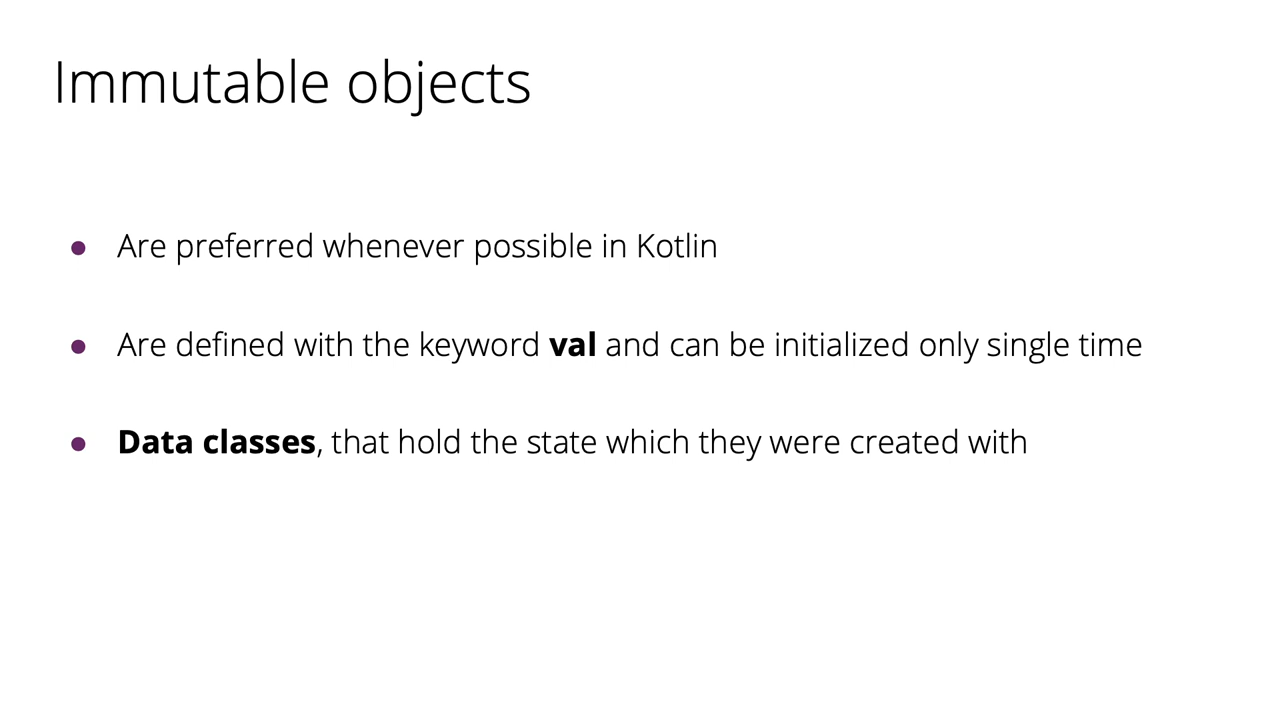 Immutable objects
● Are preferred whenever possible in Kotlin
● Are defined with the keyword val and can be initialized only single time
● Data classes, that hold the state which they were created with